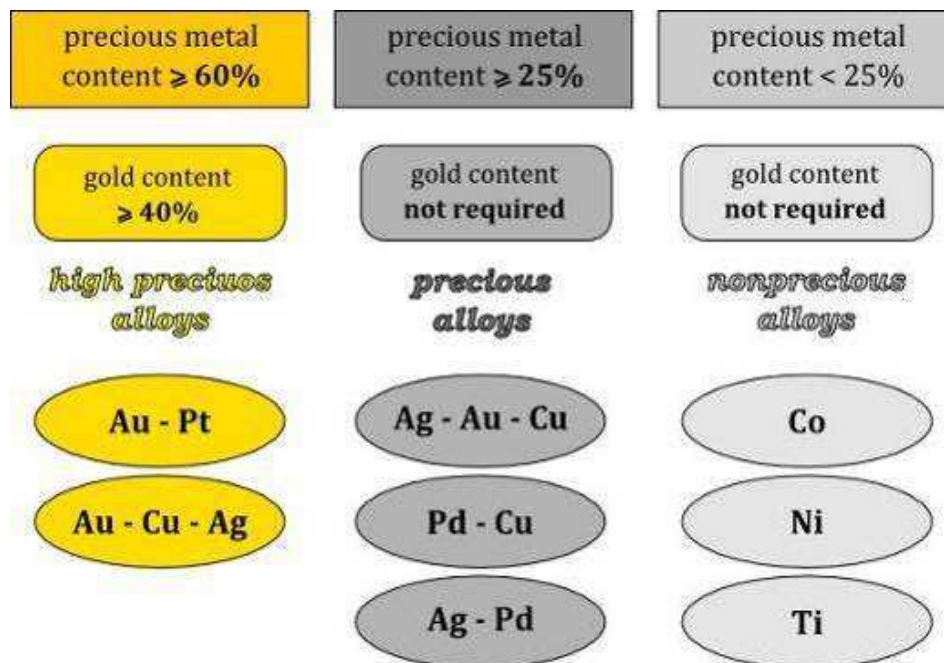 precious metal
content ⩾ 60%
gold content
⩾ 40%
high preciuos
alloys
Au - Pt
Au - Cu - Ag
precious metal
content ⩾ 25%
gold content
not required
precious
alloys
Ag - Au - Cu
Pd - Cu
Ag - Pd
precious metal
content < 25%
gold content
not required
nonprecious
alloys
Co
Ni
Ti